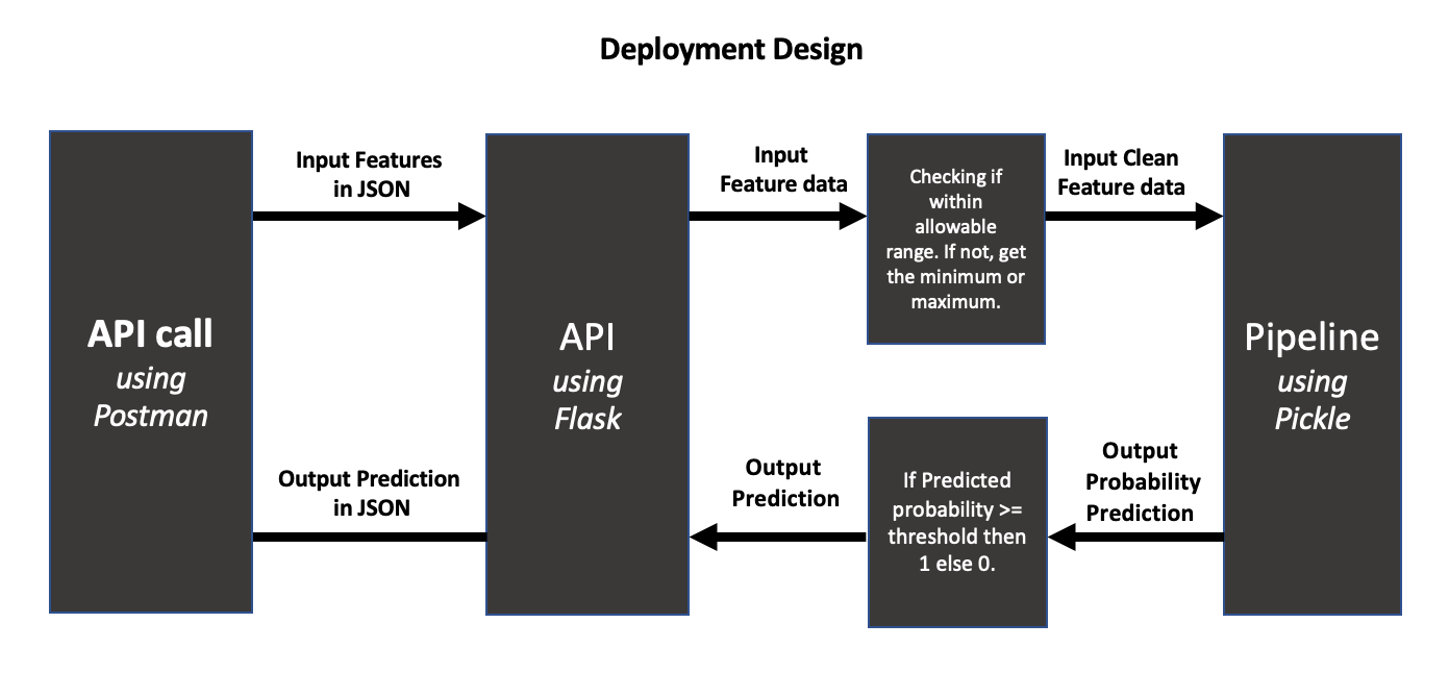 Deployment Design
API call
using
Postman
Input Features
in JSON
Output Prediction
in JSON
API
using
Flask
Input
Feature data
Output
Prediction
Checking if
within
allowable
range. If not, get
the minimum or
maximum.
If Predicted
probability >=
threshold then
1 else 0.
Input Clean
Feature data
Output
Probability
Prediction
Pipeline
using
Pickle